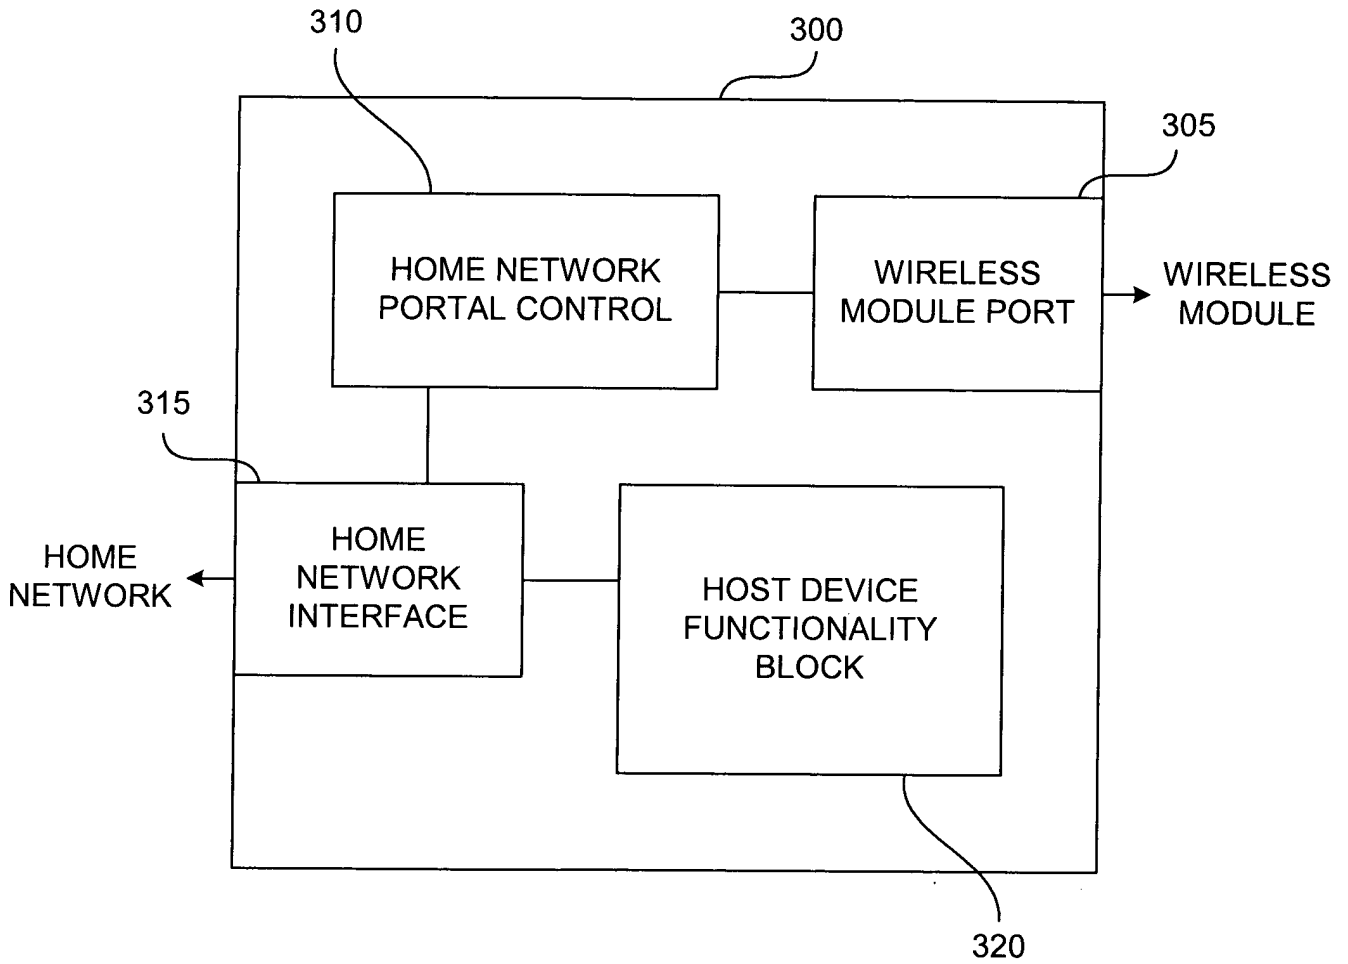 310
300
305
HOME NETWORK
PORTAL CONTROL
WIRELESS
MODULE PORT
WIRELESS
MODULE
315
HOME
NETWORK
HOME
NETWORK
INTERFACE
HOST DEVICE
FUNCTIONALITY
BLOCK
320